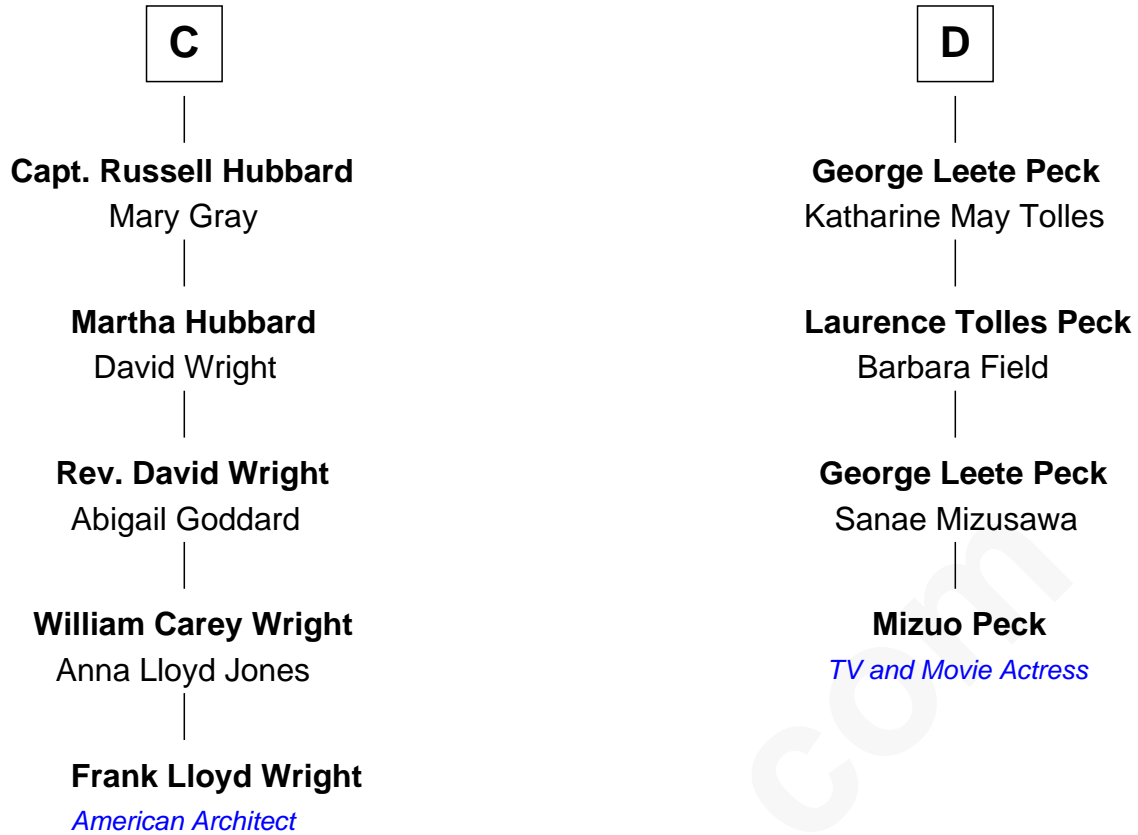 C
Capt. Russell Hubbard
Mary Gray
Martha Hubbard
David Wright
Rev. David Wright
Abigail Goddard
William Carey Wright
Anna Lloyd Jones
Frank Lloyd Wright
American Architect
D
George Leete Peck
Katharine May Tolles
Laurence Tolles Peck
Barbara Field
George Leete Peck
Sanae Mizusawa
Mizuo Peck
TV and Movie Actress
com